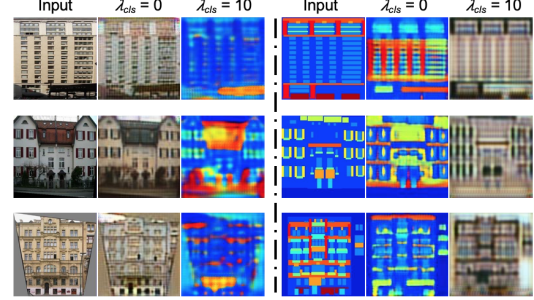 Input λcls = 0 λcls = 10 Input λcls = 0 λcls = 10